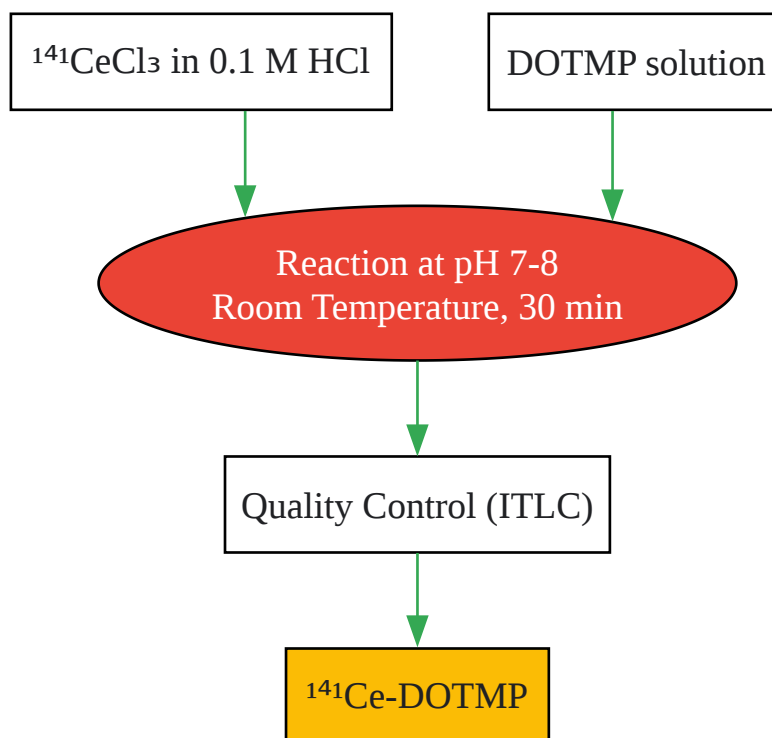 ¹⁴¹CeCl₃ in 0.1 M HCl
DOTMP solution
Reaction at pH 7-8
Room Temperature, 30 min
Quality Control (ITLC)
¹⁴¹Ce-DOTMP